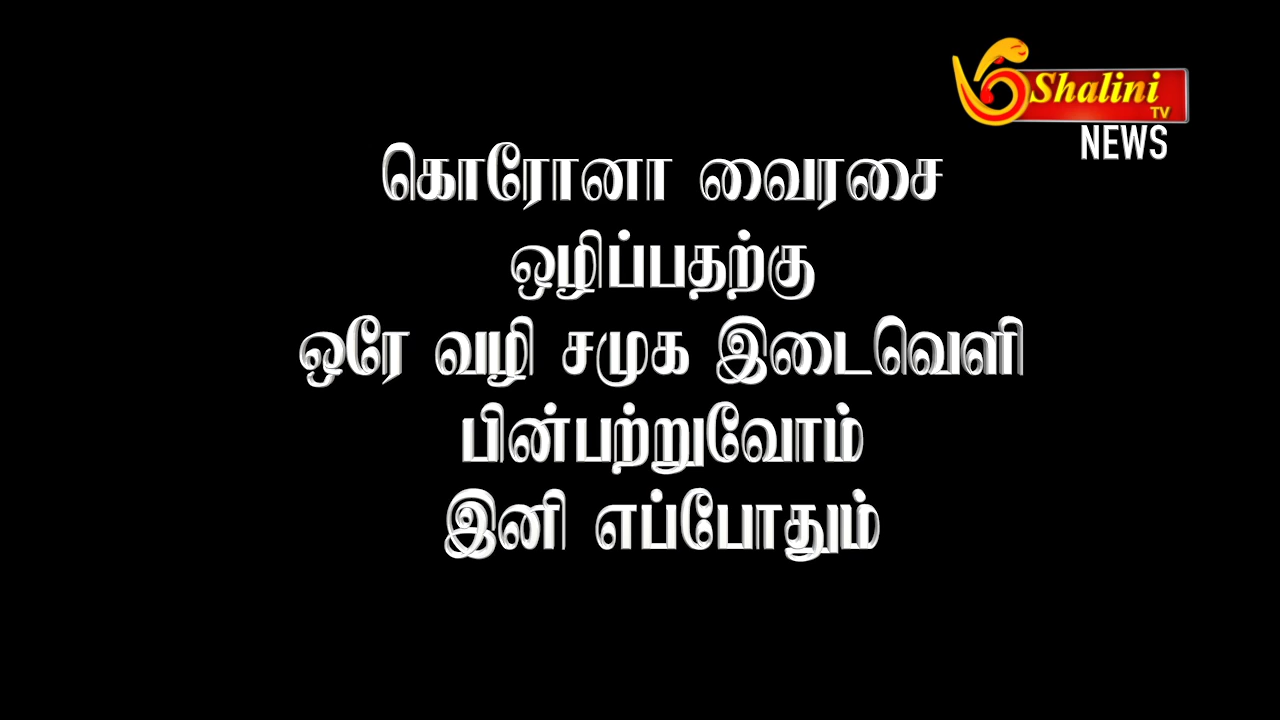 Shalini
TV
NEWS
கொரோனா வைரசை
ஒழிப்பதற்கு
ஒரே வழி சமுக இடைவெளி
பின்பற்றுவோம்
இனி எப்போதும்